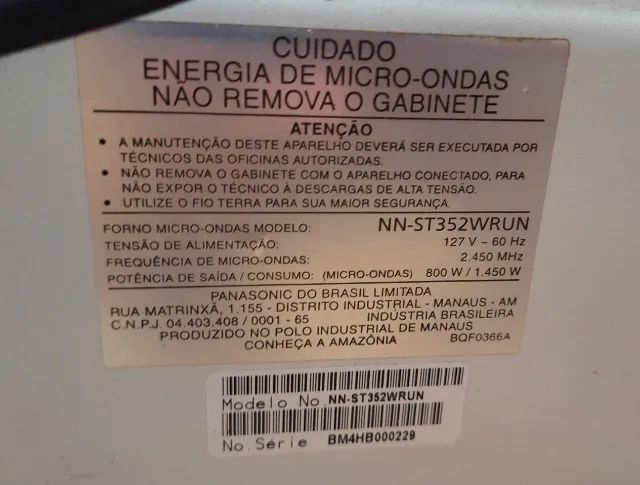 CUIDADO
ENERGIA DE MICRO-ONDAS
NÃO REMOVA O GABINETE
ATENÇÃO
• A MANUTENÇÃO DESTE APARELHO DEVERÁ SER EXECUTADA POR
TÉCNICOS DAS OFICINAS AUTORIZADAS.
• NÃO REMOVA O GABINETE COM O APARELHO CONECTADO, PARA
NÃO EXPOR O TÉCNICO À DESCARGAS DE ALTA TENSÃO.
• UTILIZE O FIO TERRA PARA SUA MAIOR SEGURANÇA.
FORNO MICRO-ONDAS MODELO: NN-ST352WRUN
TENSÃO DE ALIMENTAÇÃO: 127 V ~ 60 Hz
FREQUÊNCIA DE MICRO-ONDAS: 2.450 MHz
POTÊNCIA DE SAÍDA / CONSUMO: (MICRO-ONDAS) 800 W / 1.450 W
PANASONIC DO BRASIL LIMITADA
RUA MATRINXÃ, 1.155 - DISTRITO INDUSTRIAL - MANAUS - AM
C.N.P.J. 04.403.408 / 0001 - 65 INDÚSTRIA BRASILEIRA
PRODUZIDO NO POLO INDUSTRIAL DE MANAUS
CONHEÇA A AMAZÔNIA BQF0366A
Modelo No. NN-ST352WRUN
No. Série BM4HB000229